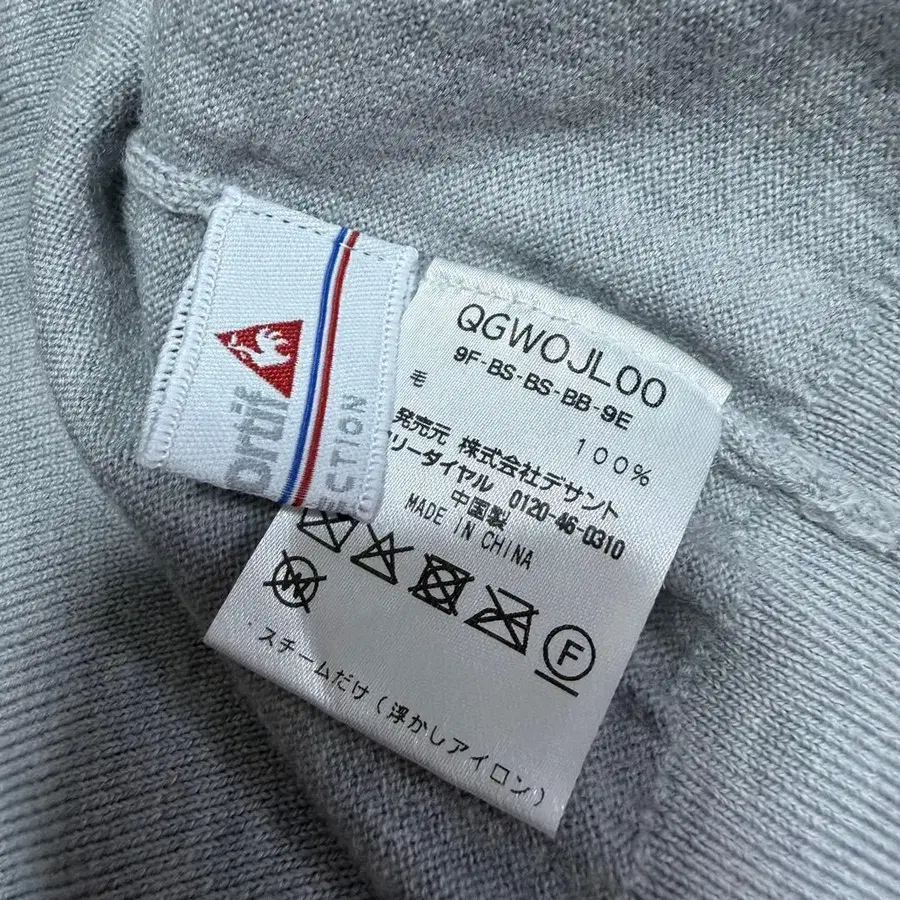 QGWOJL00
9F-BS-BS-BB-9E
毛 100%
発売元 株式会社デサント
リーダイヤル 0120-46-0310
中国製
MADE IN CHINA
W
F
スチームだけ(浮かしアイロン)
ortif
ECTION